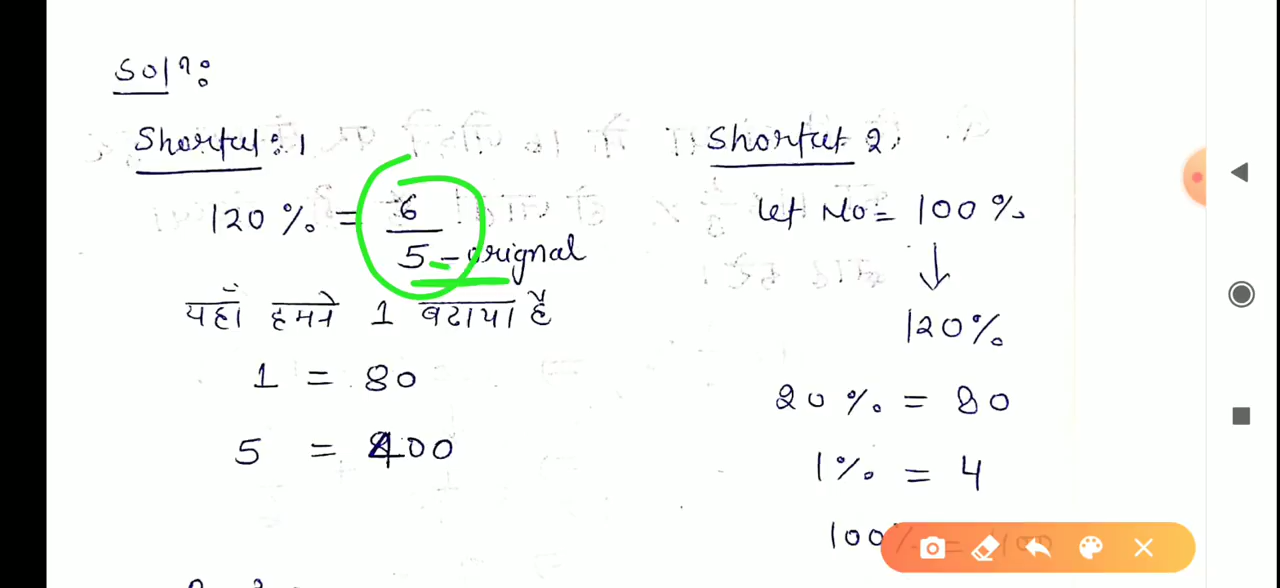 Solⁿ:
Shortcut: 1
120 % = 6/5 - orignal
यहाँ हमने 1 बढाया है
1 = 80
5 = 400
Shortcut 2.
let No = 100 %
↓
120%
20 % = 80
1% = 4
100%